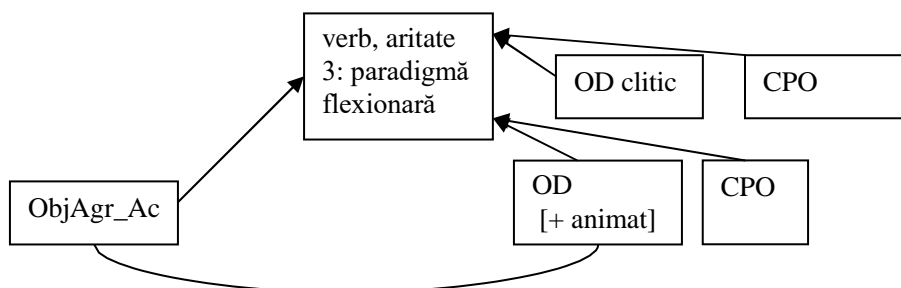 verb, aritate
3: paradigmă
flexionară
OD clitic
CPO
ObjAgr_Ac
OD
[+ animat]
CPO